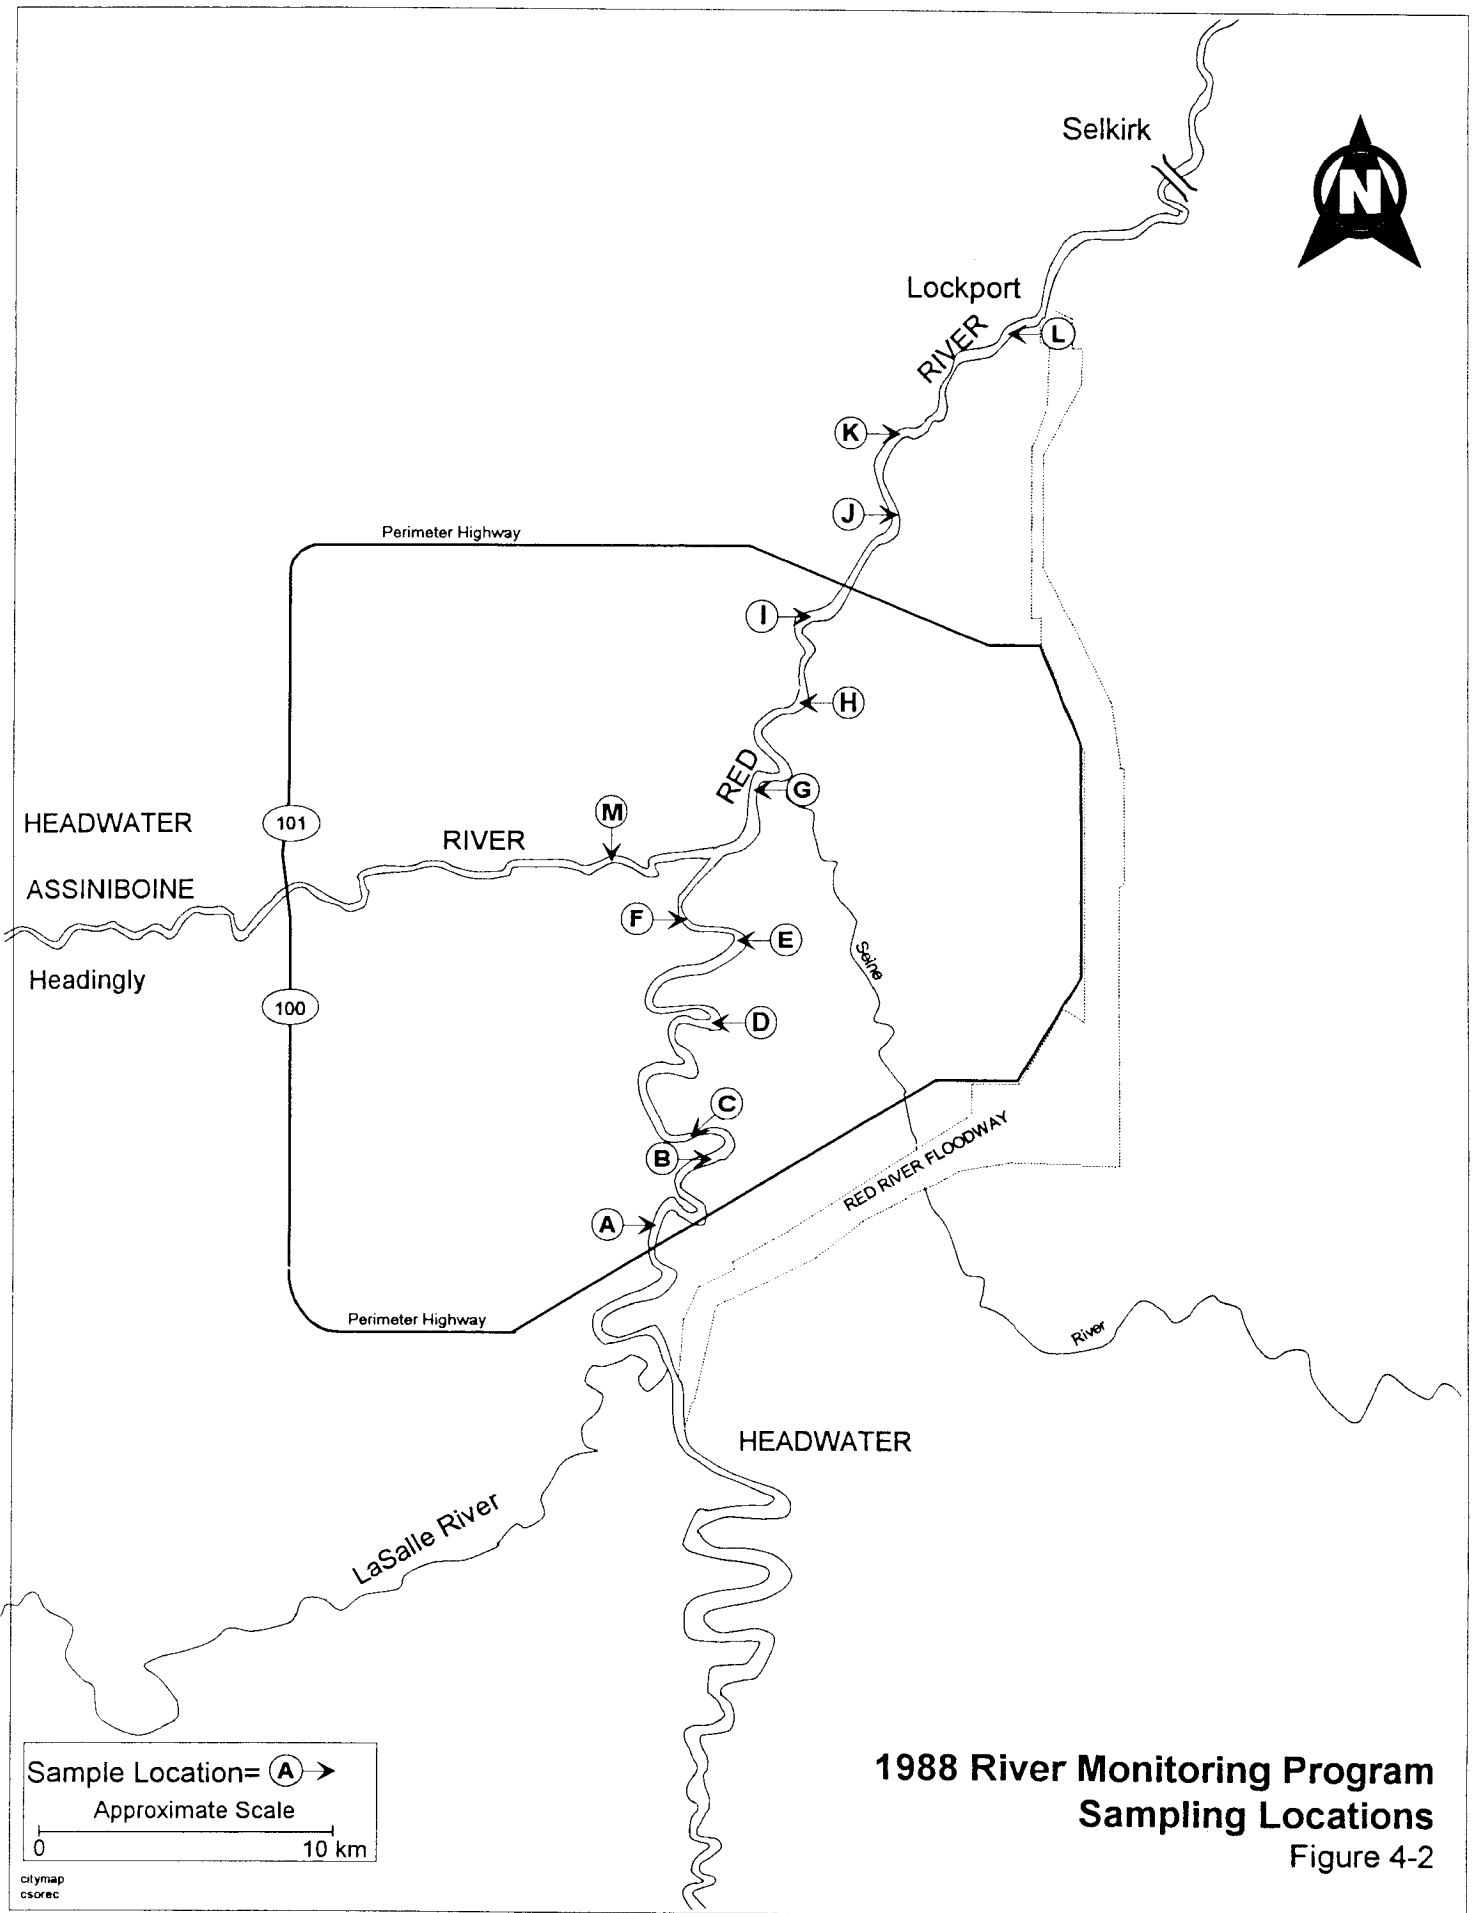 Selkirk
N
Lockport
RIVER
L
K
J
Perimeter Highway
I
H
RED
G
M
HEADWATER
101
RIVER
ASSINIBOINE
F
E
Seine
Headingly
100
D
C
B
RED RIVER FLOODWAY
A
Perimeter Highway
River
HEADWATER
LaSalle River
Sample Location= A
Approximate Scale
0 10 km
1988 River Monitoring Program
Sampling Locations
Figure 4-2
citymap
csorec